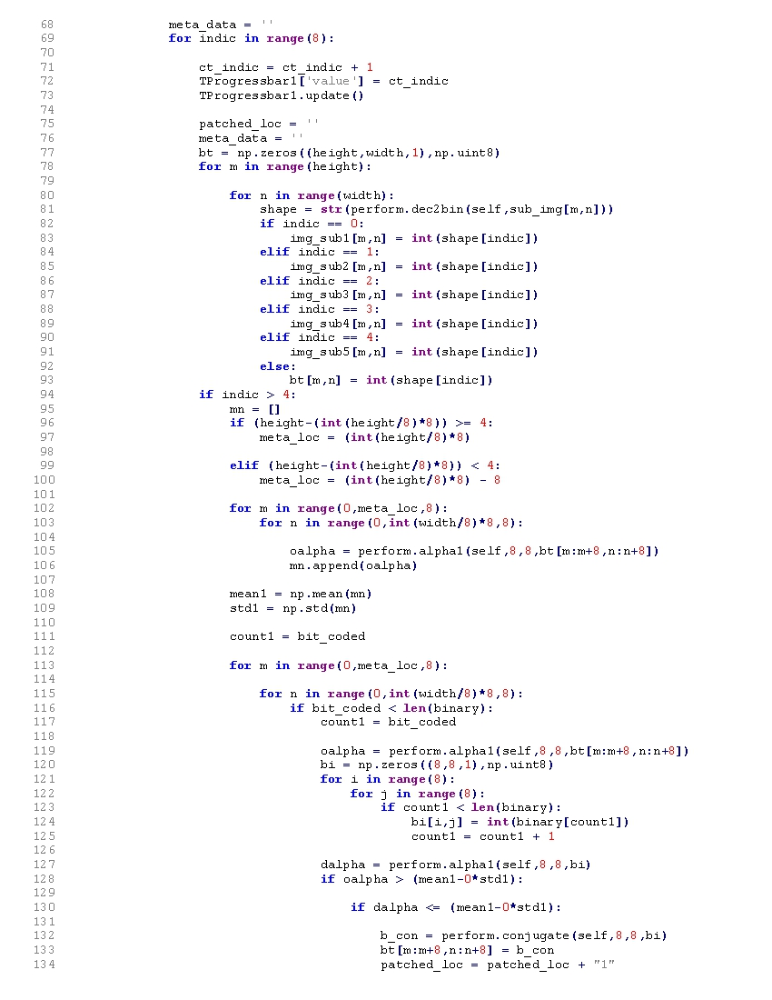 68 meta_data = ''
69 for indic in range(8):
70
71 ct_indic = ct_indic + 1
72 TProgressbar1['value'] = ct_indic
73 TProgressbar1.update()
74
75 patched_loc = ''
76 meta_data = ''
77 bt = np.zeros((height,width,1),np.uint8)
78 for m in range(height):
79
80 for n in range(width):
81 shape = str(perform.dec2bin(self,sub_img[m,n]))
82 if indic == 0:
83 img_sub1[m,n] = int(shape[indic])
84 elif indic == 1:
85 img_sub2[m,n] = int(shape[indic])
86 elif indic == 2:
87 img_sub3[m,n] = int(shape[indic])
88 elif indic == 3:
89 img_sub4[m,n] = int(shape[indic])
90 elif indic == 4:
91 img_sub5[m,n] = int(shape[indic])
92 else:
93 bt[m,n] = int(shape[indic])
94 if indic > 4:
95 mn = []
96 if (height-(int(height/8)*8)) >= 4:
97 meta_loc = (int(height/8)*8)
98
99 elif (height-(int(height/8)*8)) < 4:
100 meta_loc = (int(height/8)*8) - 8
101
102 for m in range(0,meta_loc,8):
103 for n in range(0,int(width/8)*8,8):
104
105 oalpha = perform.alpha1(self,8,8,bt[m:m+8,n:n+8])
106 mn.append(oalpha)
107
108 mean1 = np.mean(mn)
109 std1 = np.std(mn)
110
111 count1 = bit_coded
112
113 for m in range(0,meta_loc,8):
114
115 for n in range(0,int(width/8)*8,8):
116 if bit_coded < len(binary):
117 count1 = bit_coded
118
119 oalpha = perform.alpha1(self,8,8,bt[m:m+8,n:n+8])
120 bi = np.zeros((8,8,1),np.uint8)
121 for i in range(8):
122 for j in range(8):
123 if count1 < len(binary):
124 bi[i,j] = int(binary[count1])
125 count1 = count1 + 1
126
127 dalpha = perform.alpha1(self,8,8,bi)
128 if oalpha > (mean1-0*std1):
129
130 if dalpha <= (mean1-0*std1):
131
132 b_con = perform.conjugate(self,8,8,bi)
133 bt[m:m+8,n:n+8] = b_con
134 patched_loc = patched_loc + "1"